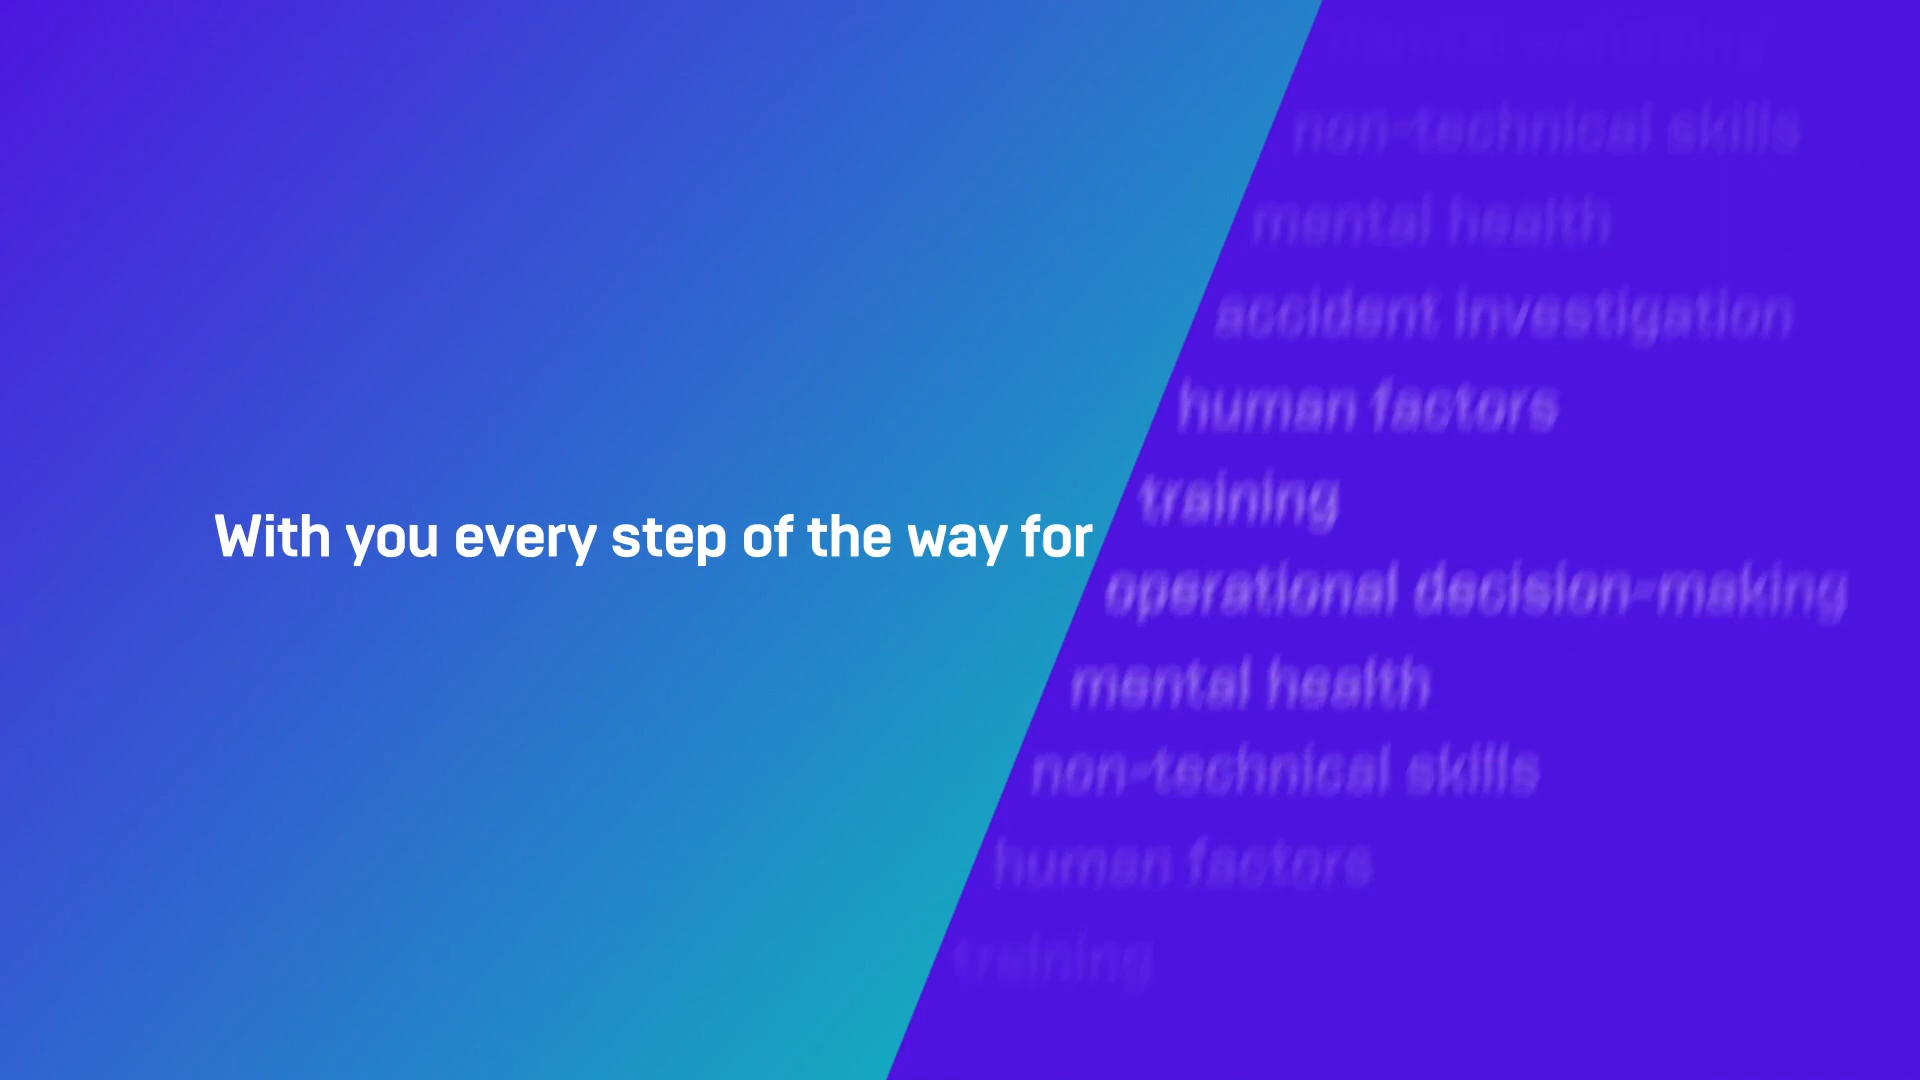 non-technical skills
mental health
accident investigation
human factors
training
With you every step of the way for
operational decision-making
mental health
non-technical skills
human factors
training